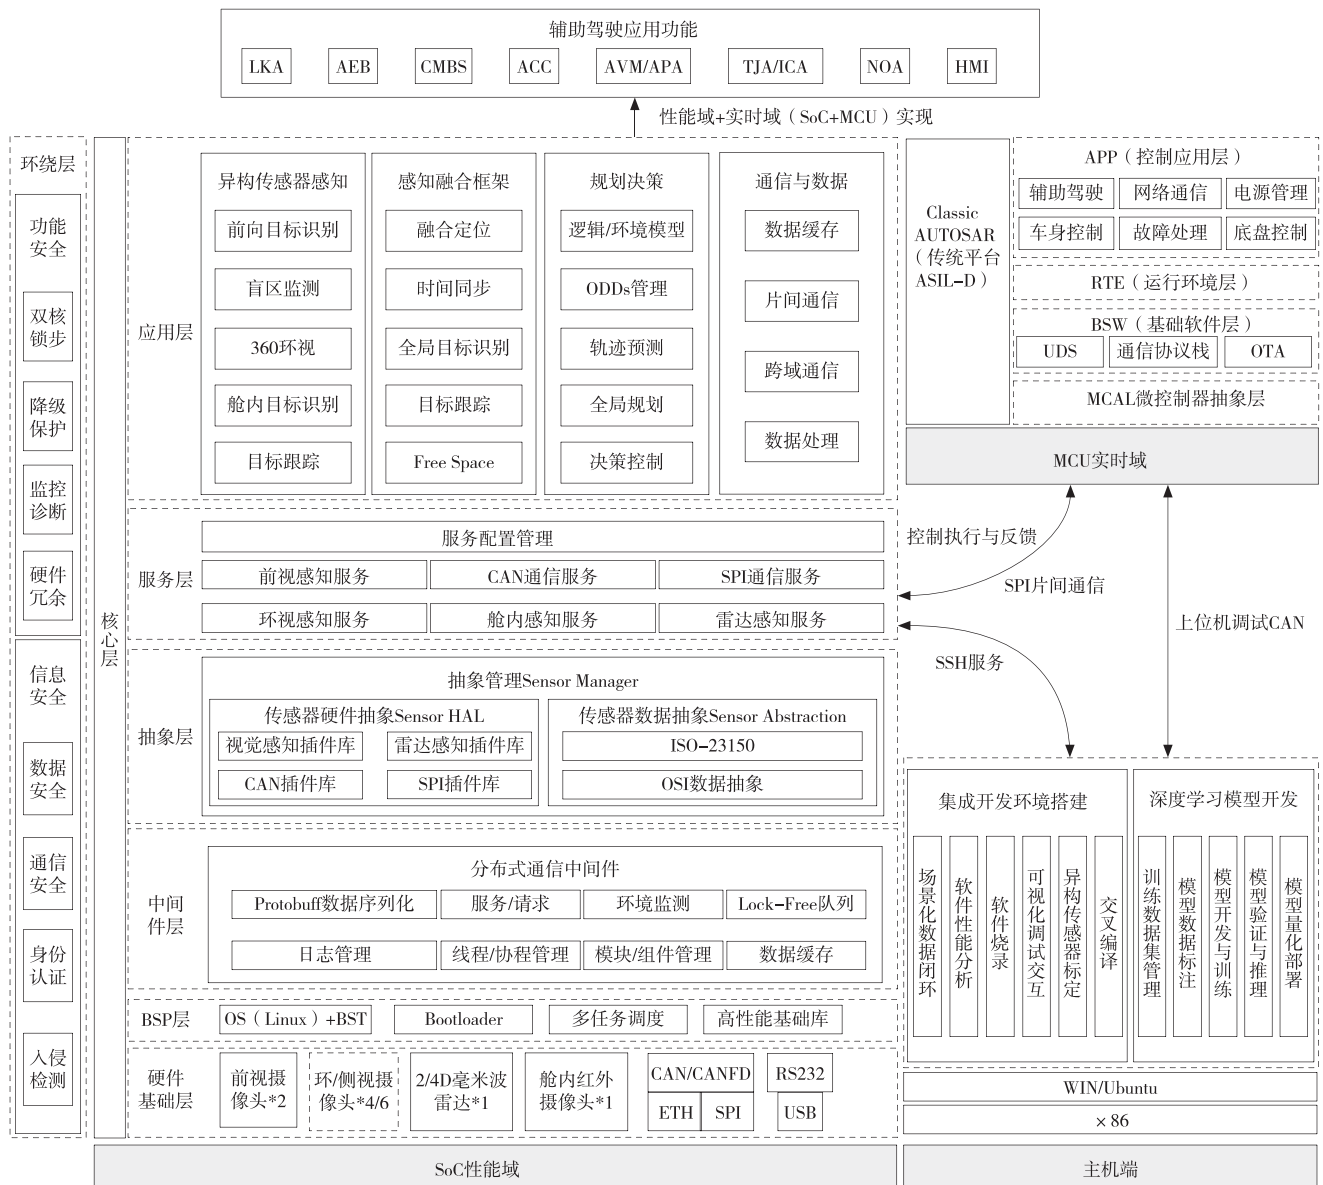 辅助驾驶应用功能
LKA
AEB
CMBS
ACC
AVM/APA
TJA/ICA
NOA
HMI
性能域+实时域（SoC+MCU）实现
环绕层
功能
安全
双核
锁步
降级
保护
监控
诊断
硬件
冗余
信息
安全
数据
安全
通信
安全
身份
认证
入侵
检测
核心层
应用层
异构传感器感知
前向目标识别
盲区监测
360环视
舱内目标识别
目标跟踪
感知融合框架
融合定位
时间同步
全局目标识别
目标跟踪
Free Space
规划决策
逻辑/环境模型
ODDs管理
轨迹预测
全局规划
决策控制
通信与数据
数据缓存
片间通信
跨域通信
数据处理
服务层
服务配置管理
前视感知服务
CAN通信服务
SPI通信服务
环视感知服务
舱内感知服务
雷达感知服务
抽象层
抽象管理Sensor Manager
传感器硬件抽象Sensor HAL
视觉感知插件库
雷达感知插件库
CAN插件库
SPI插件库
传感器数据抽象Sensor Abstraction
ISO-23150
OSI数据抽象
中间
件层
分布式通信中间件
Protobuff数据序列化
服务/请求
环境监测
Lock-Free队列
日志管理
线程/协程管理
模块/组件管理
数据缓存
BSP层
OS（Linux）+BST
Bootloader
多任务调度
高性能基础库
硬件
基础层
前视摄
像头*2
环/侧视摄
像头*4/6
2/4D毫米波
雷达*1
舱内红外
摄像头*1
CAN/CANFD
ETH
SPI
RS232
USB
SoC性能域
Classic
AUTOSAR
（传统平台
ASIL-D）
APP（控制应用层）
辅助驾驶
网络通信
电源管理
车身控制
故障处理
底盘控制
RTE（运行环境层）
BSW（基础软件层）
UDS
通信协议栈
OTA
MCAL微控制器抽象层
MCU实时域
控制执行与反馈
SPI片间通信
上位机调试CAN
SSH服务
集成开发环境搭建
场景化数据闭环
软件性能分析
软件烧录
可视化调试交互
异构传感器标定
交叉编译
深度学习模型开发
训练数据集管理
模型数据标注
模型开发与训练
模型验证与推理
模型量化部署
WIN/Ubuntu
×86
主机端